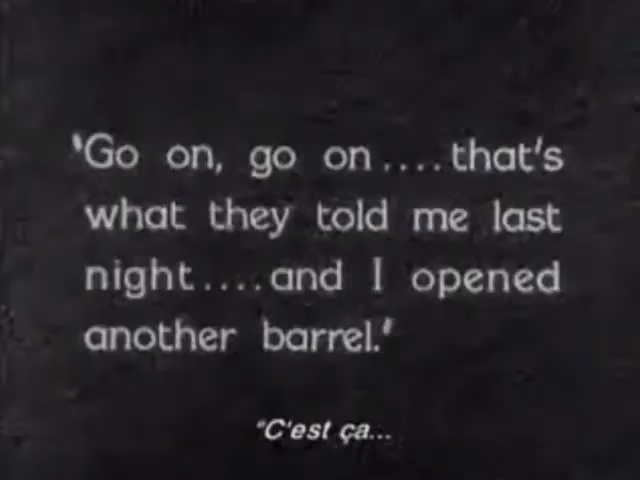 'Go on, go on....that's
what they told me last
night....and I opened
another barrel.'
"C'est ça...